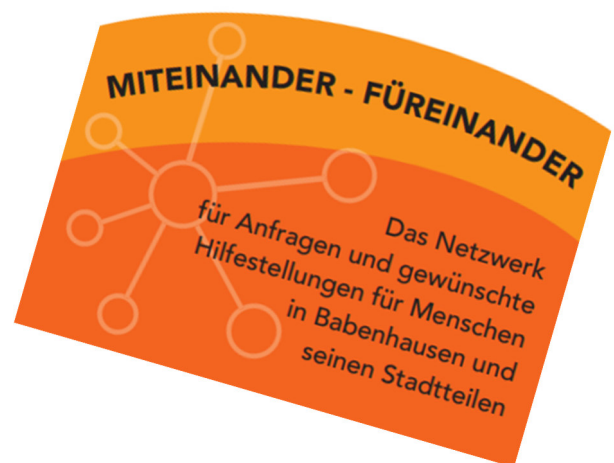 MITEINANDER - FÜREINANDER
Das Netzwerk
für Anfragen und gewünschte
Hilfestellungen für Menschen
in Babenhausen und
seinen Stadtteilen